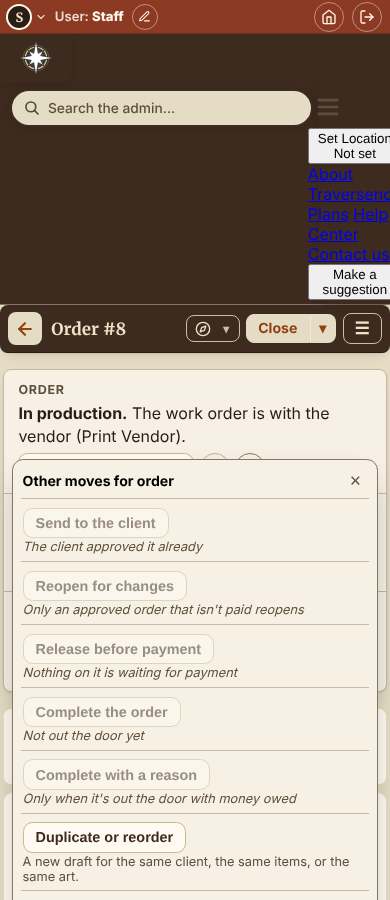 S User: Staff
Search the admin...
Set Location
Not set
About
Plans Help
Center
Contact us
Make a
suggestion
Order #8
Close
ORDER
In production. The work order is with the
vendor (Print Vendor).
Other moves for order ×
Send to the client
The client approved it already
Reopen for changes
Only an approved order that isn't paid reopens
Release before payment
Nothing on it is waiting for payment
Complete the order
Not out the door yet
Complete with a reason
Only when it's out the door with money owed
Duplicate or reorder
A new draft for the same client, the same items, or the
same art.